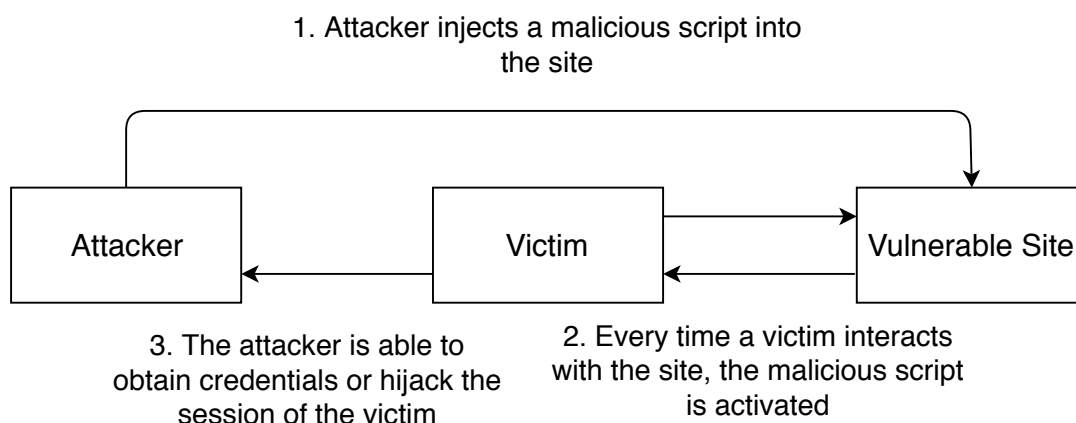 1. Attacker injects a malicious script into
the site
Attacker
Victim
Vulnerable Site
3. The attacker is able to
obtain credentials or hijack the
session of the victim
2. Every time a victim interacts
with the site, the malicious script
is activated